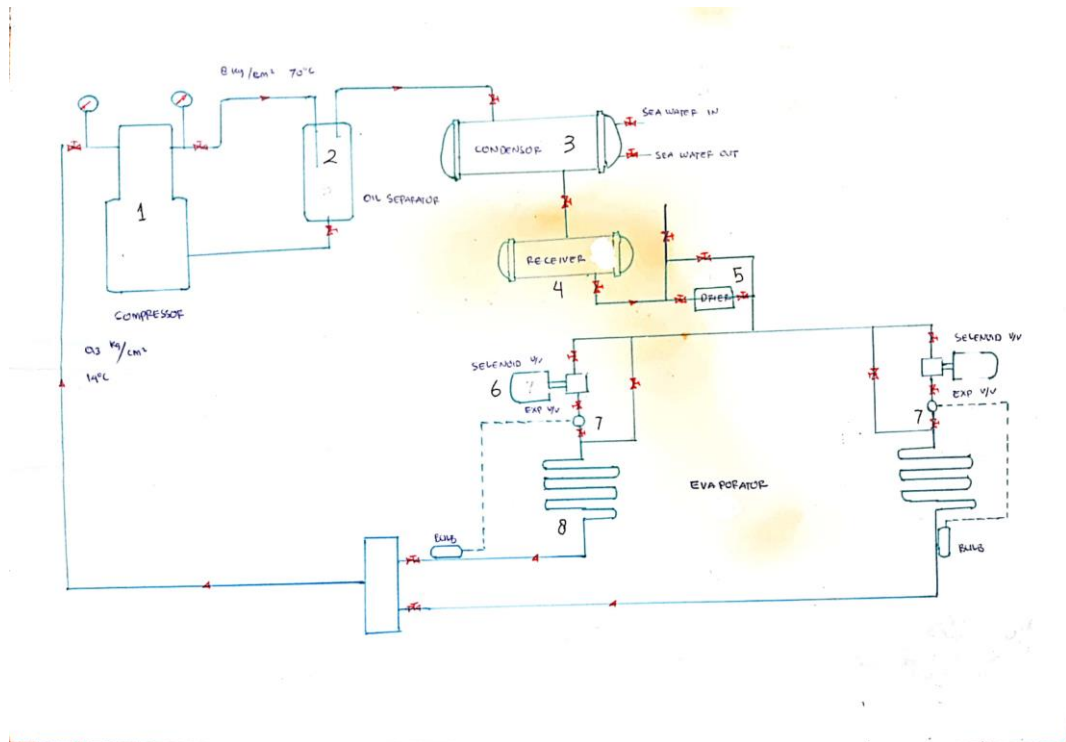 8 kg/cm² 70°C
SEA WATER IN
CONDENSOR 3
SEA WATER OUT
2
OIL SEPARATOR
1
RECEIVER
4
5
DRIER
COMPRESSOR
0,3 kg/cm²
14°C
SELENOID V/V
6
EXP V/V
7
SELENOID V/V
EXP V/V
7
EVAPORATOR
8
BULB
BULB